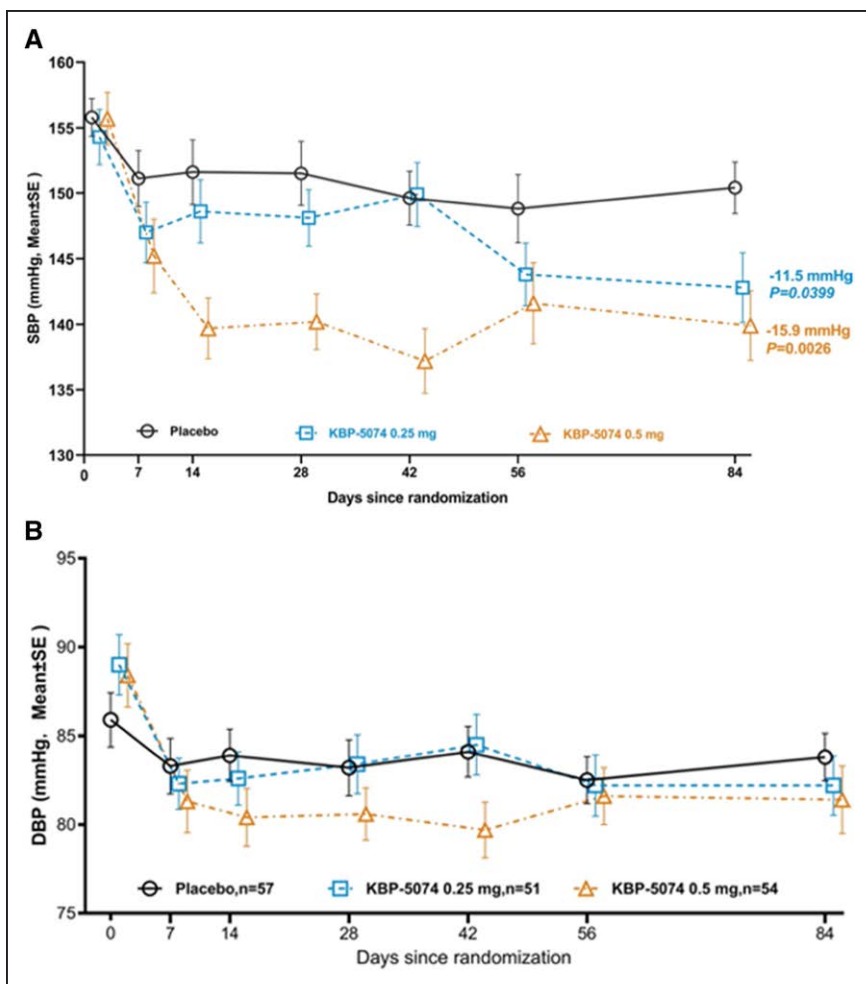 A
160
155
150
145
140
135
130
SBP (mmHg, Mean±SE )
-11.5 mmHg
P=0.0399
-15.9 mmHg
P=0.0026
Placebo
KBP-5074 0.25 mg
KBP-5074 0.5 mg
0 7 14 28 42 56 84
Days since randomization
B
95
90
85
80
75
DBP (mmHg, Mean±SE)
Placebo,n=57 KBP-5074 0.25 mg,n=51 KBP-5074 0.5 mg,n=54
0 7 14 28 42 56 84
Days since randomization